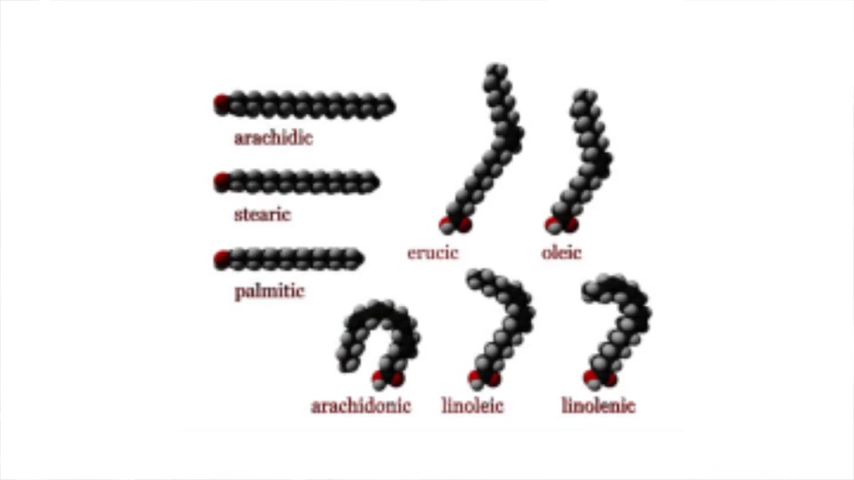 arachidic
stearic
erucic
oleic
palmitic
arachidonic
linoleic
linolenic